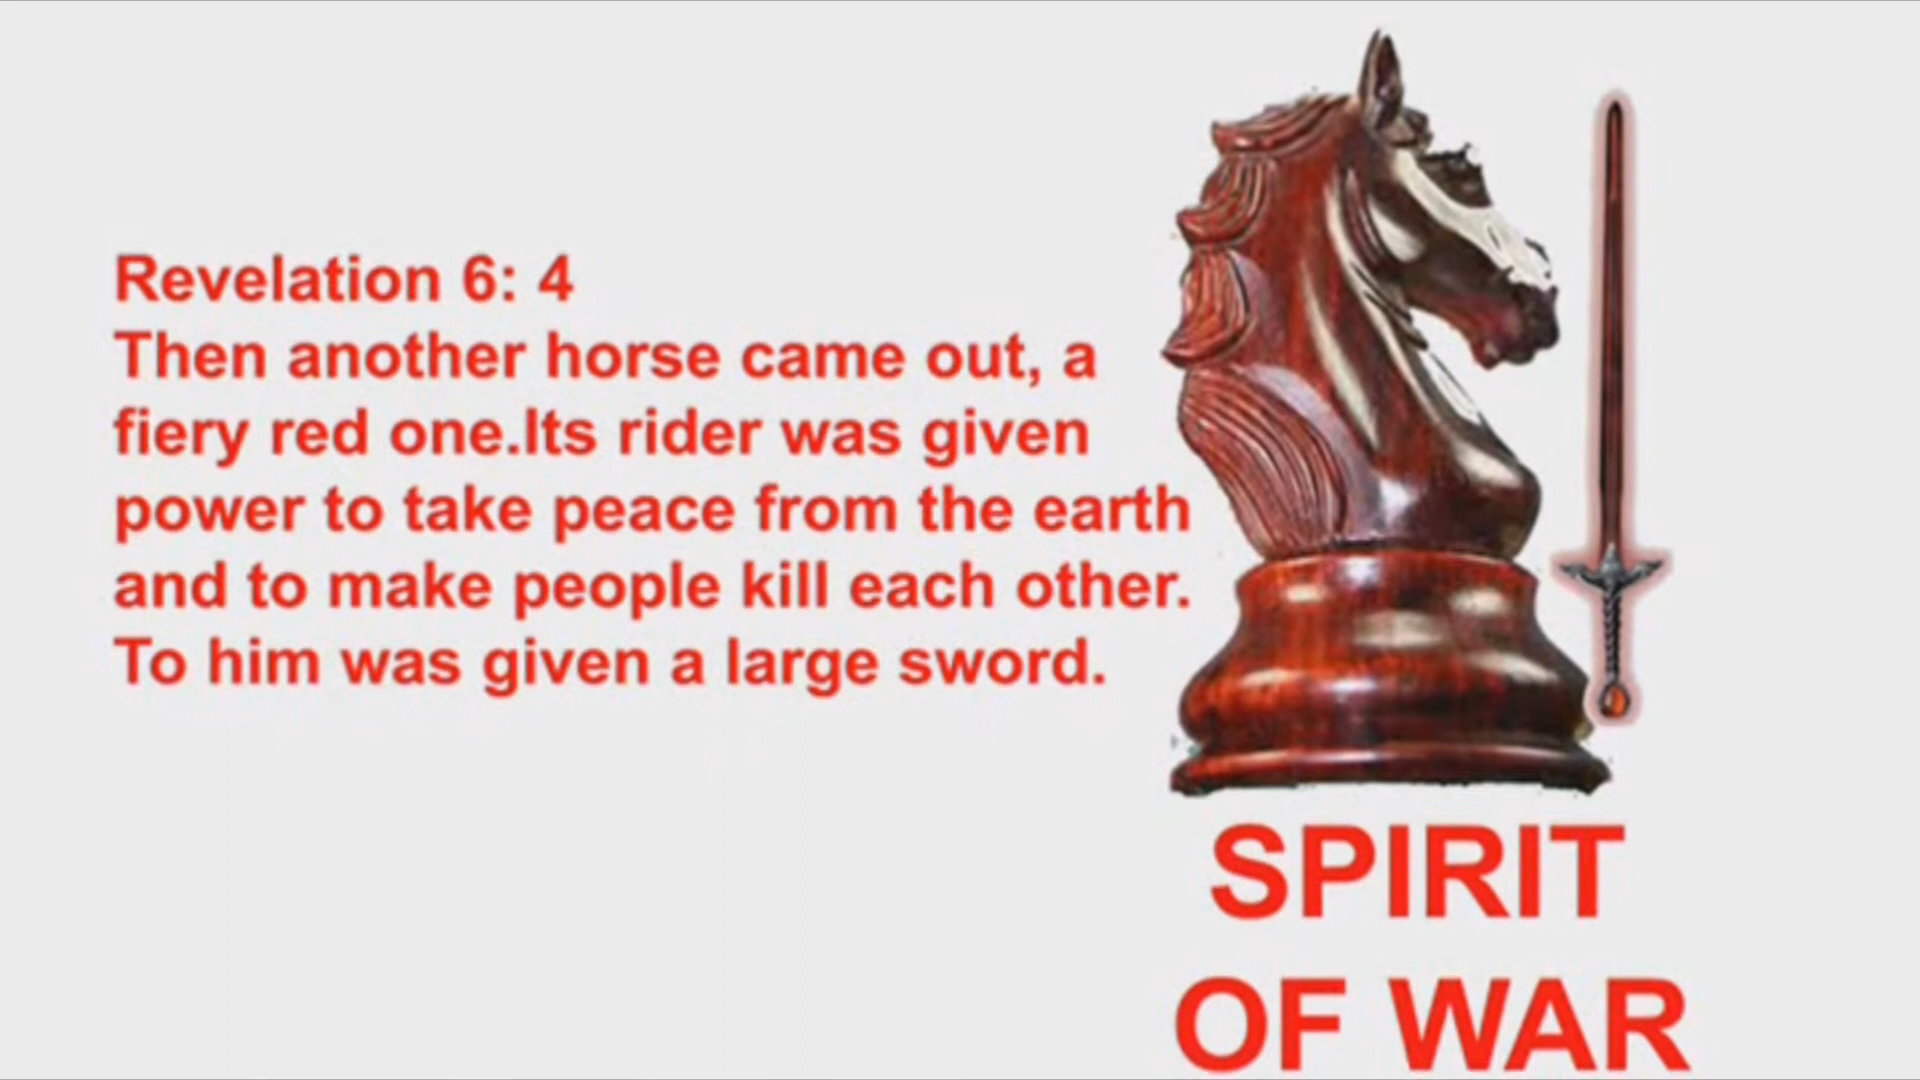 Revelation 6: 4
Then another horse came out, a
fiery red one.Its rider was given
power to take peace from the earth
and to make people kill each other.
To him was given a large sword.
SPIRIT
OF WAR